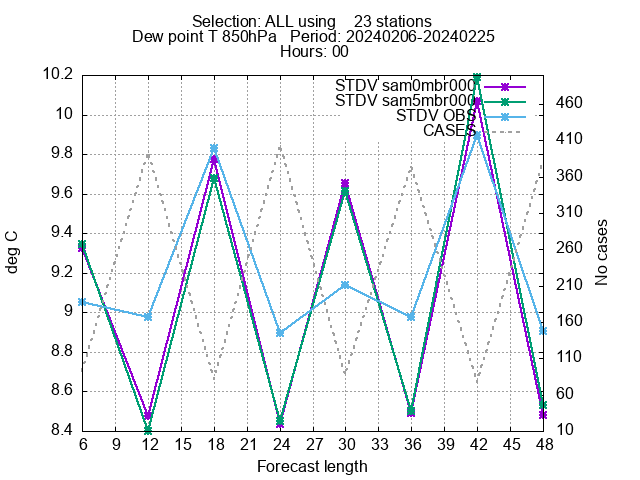 Selection: ALL using    23 stations
Dew point T 850hPa   Period: 20240206-20240225
Hours: 00
STDV sam0mbr000
STDV sam5mbr000
STDV OBS
CASES
10.2
10
9.8
9.6
9.4
9.2
9
8.8
8.6
8.4
deg C
460
410
360
310
260
210
160
110
60
10
No cases
6 9 12 15 18 21 24 27 30 33 36 39 42 45 48
Forecast length